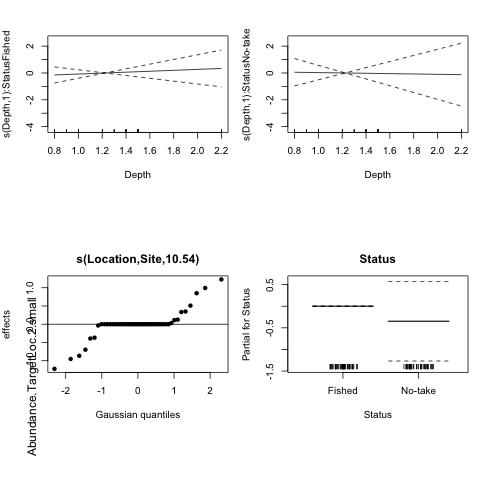 s(Depth,1):StatusFished
2
0
-2
-4
0.8 1.0 1.2 1.4 1.6 1.8 2.0 2.2
Depth
s(Depth,1):StatusNo-take
2
0
-2
-4
0.8 1.0 1.2 1.4 1.6 1.8 2.0 2.2
Depth
s(Location,Site,10.54)
effects
1.0
-2 -1 0 1 2
Gaussian quantiles
Status
Partial for Status
0.5
-0.5
-1.5
Fished No-take
Status